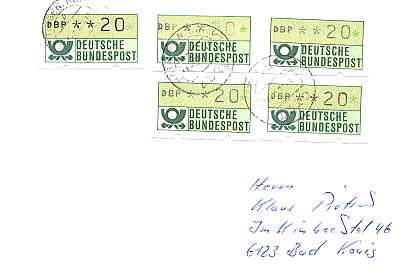 DBP **20
DEUTSCHE
BUNDESPOST
DBP **20*
DEUTSCHE
BUNDESPOST
DBP **20*
DEUTSCHE
BUNDESPOST
DBP **20*
DEUTSCHE
BUNDESPOST
DBP **20*
DEUTSCHE
BUNDESPOST
Herrn
Klaus
46
6123 Bad König